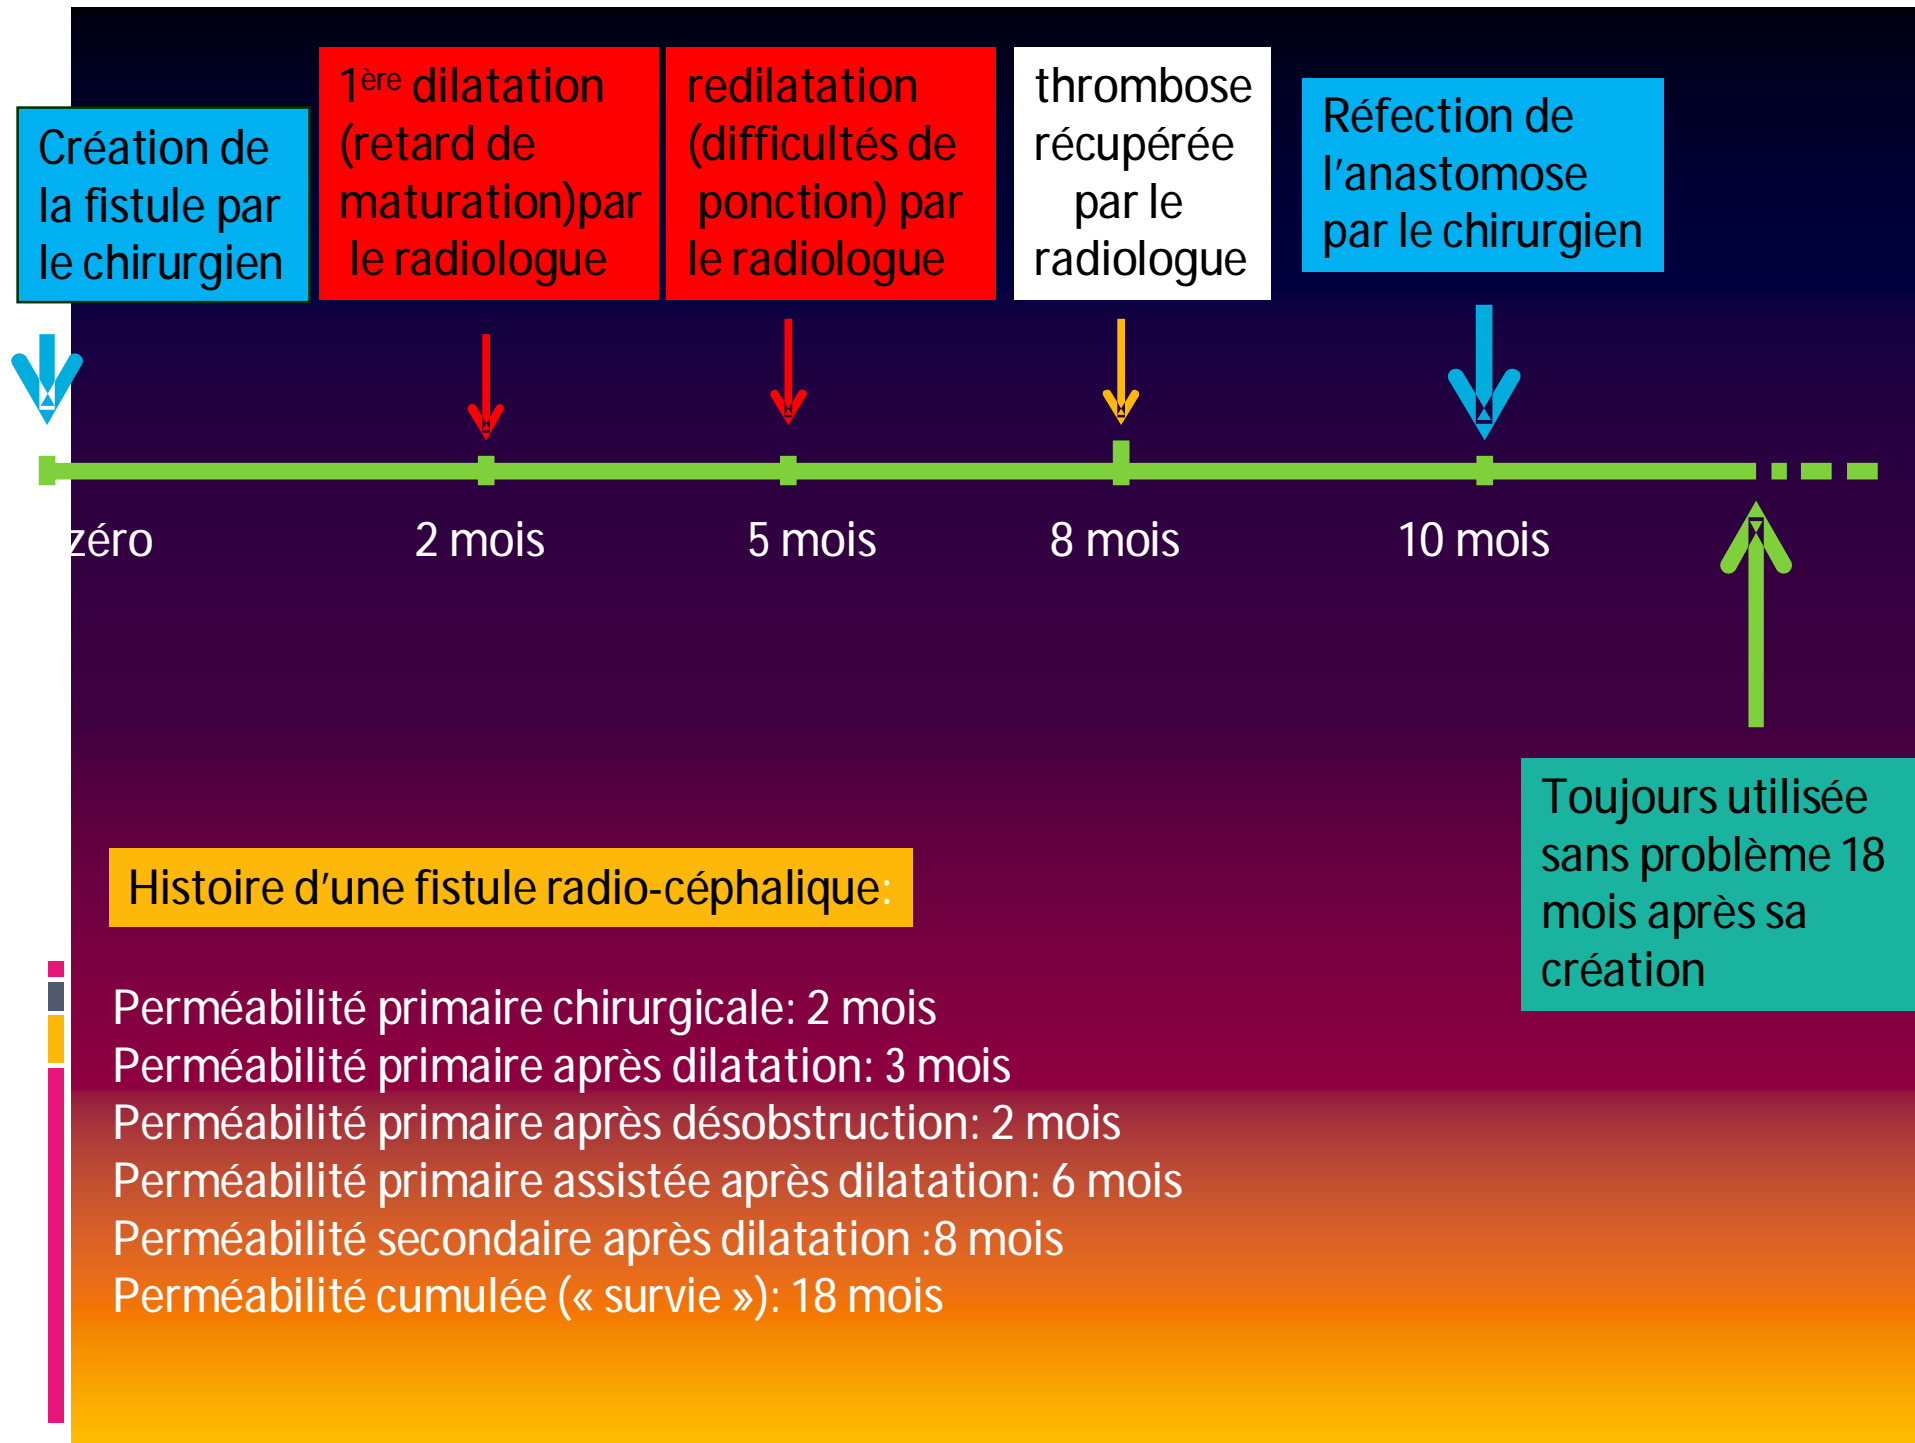 Création de
la fistule par
le chirurgien
1ère dilatation
(retard de
maturation)par
le radiologue
redilatation
(difficultés de
ponction) par
le radiologue
thrombose
récupérée
par le
radiologue
Réfection de
l'anastomose
par le chirurgien
zéro
2 mois
5 mois
8 mois
10 mois
Toujours utilisée
sans problème 18
mois après sa
création
Histoire d'une fistule radio-céphalique:
Perméabilité primaire chirurgicale: 2 mois
Perméabilité primaire après dilatation: 3 mois
Perméabilité primaire après désobstruction: 2 mois
Perméabilité primaire assistée après dilatation: 6 mois
Perméabilité secondaire après dilatation :8 mois
Perméabilité cumulée (« survie »): 18 mois